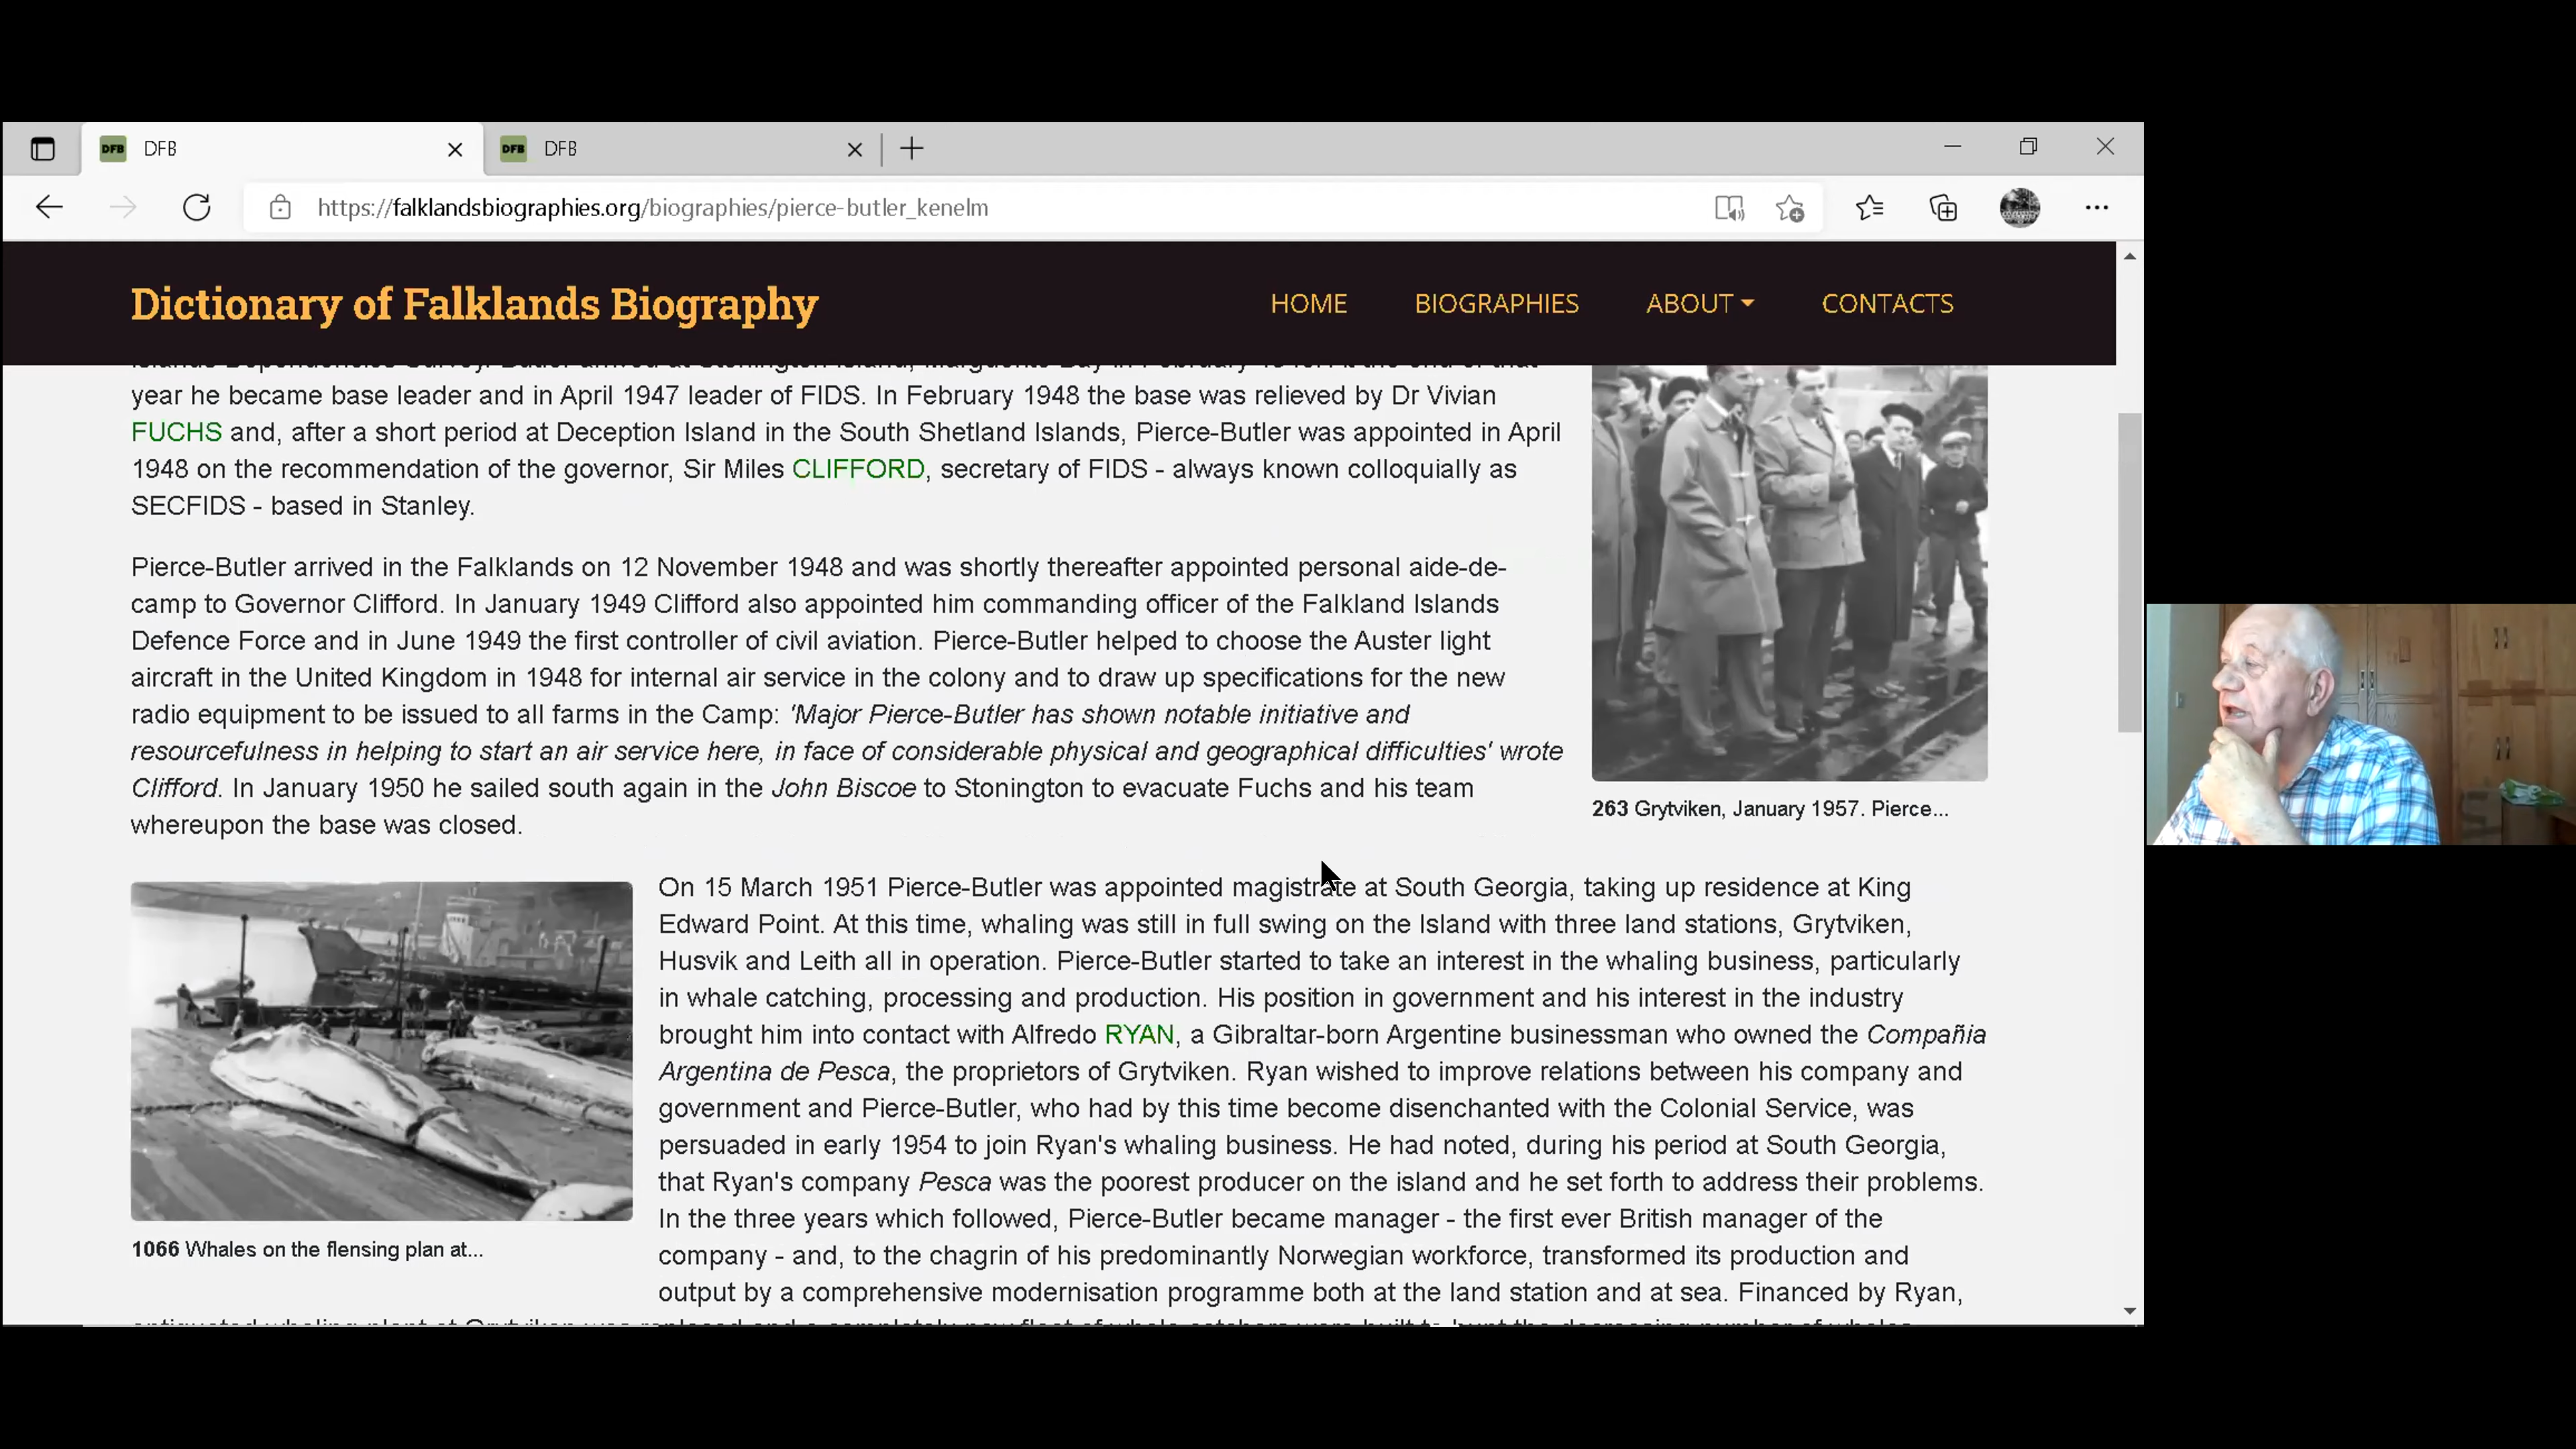 DFB
DFB
https://falklandsbiographies.org/biographies/pierce-butler_kenelm
Dictionary of Falklands Biography
HOME
BIOGRAPHIES
ABOUT
CONTACTS
year he became base leader and in April 1947 leader of FIDS. In February 1948 the base was relieved by Dr Vivian
FUCHS and, after a short period at Deception Island in the South Shetland Islands, Pierce-Butler was appointed in April
1948 on the recommendation of the governor, Sir Miles CLIFFORD, secretary of FIDS - always known colloquially as
SECFIDS - based in Stanley.
Pierce-Butler arrived in the Falklands on 12 November 1948 and was shortly thereafter appointed personal aide-de-
camp to Governor Clifford. In January 1949 Clifford also appointed him commanding officer of the Falkland Islands
Defence Force and in June 1949 the first controller of civil aviation. Pierce-Butler helped to choose the Auster light
aircraft in the United Kingdom in 1948 for internal air service in the colony and to draw up specifications for the new
radio equipment to be issued to all farms in the Camp: 'Major Pierce-Butler has shown notable initiative and
resourcefulness in helping to start an air service here, in face of considerable physical and geographical difficulties' wrote
Clifford. In January 1950 he sailed south again in the John Biscoe to Stonington to evacuate Fuchs and his team
whereupon the base was closed.
263 Grytviken, January 1957. Pierce...
On 15 March 1951 Pierce-Butler was appointed magistrate at South Georgia, taking up residence at King
Edward Point. At this time, whaling was still in full swing on the Island with three land stations, Grytviken,
Husvik and Leith all in operation. Pierce-Butler started to take an interest in the whaling business, particularly
in whale catching, processing and production. His position in government and his interest in the industry
brought him into contact with Alfredo RYAN, a Gibraltar-born Argentine businessman who owned the Compañia
Argentina de Pesca, the proprietors of Grytviken. Ryan wished to improve relations between his company and
government and Pierce-Butler, who had by this time become disenchanted with the Colonial Service, was
persuaded in early 1954 to join Ryan's whaling business. He had noted, during his period at South Georgia,
that Ryan's company Pesca was the poorest producer on the island and he set forth to address their problems.
In the three years which followed, Pierce-Butler became manager - the first ever British manager of the
company - and, to the chagrin of his predominantly Norwegian workforce, transformed its production and
output by a comprehensive modernisation programme both at the land station and at sea. Financed by Ryan,
1066 Whales on the flensing plan at...